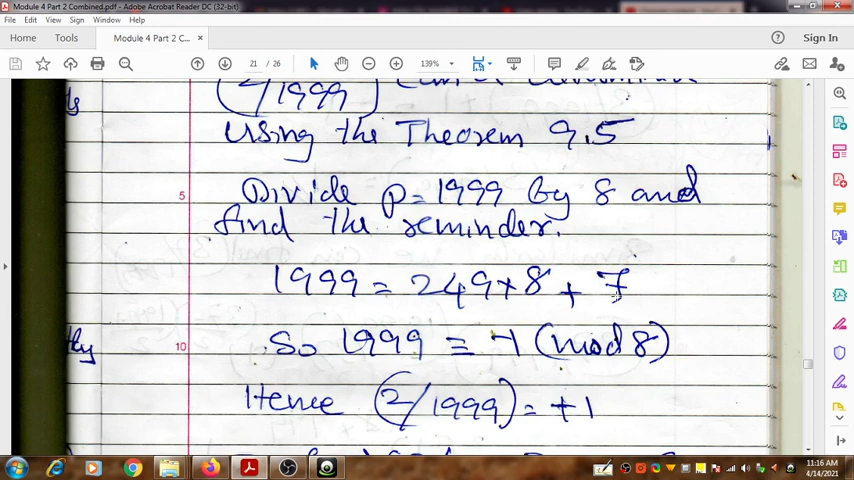 Module 4 Part 2 Combined.pdf - Adobe Acrobat Reader DC (32-bit)
File Edit View Sign Window Help
Home Tools Module 4 Part 2 C... × Sign In
21 / 26 139%
(2/1999)
Using the Theorem 9.5
5 Divide p=1999 by 8 and
find the reminder.
1999 = 249×8 + 7
10 So 1999 ≡ -1 (mod 8)
Hence (2/1999) = +1
11:16 AM
4/14/2021